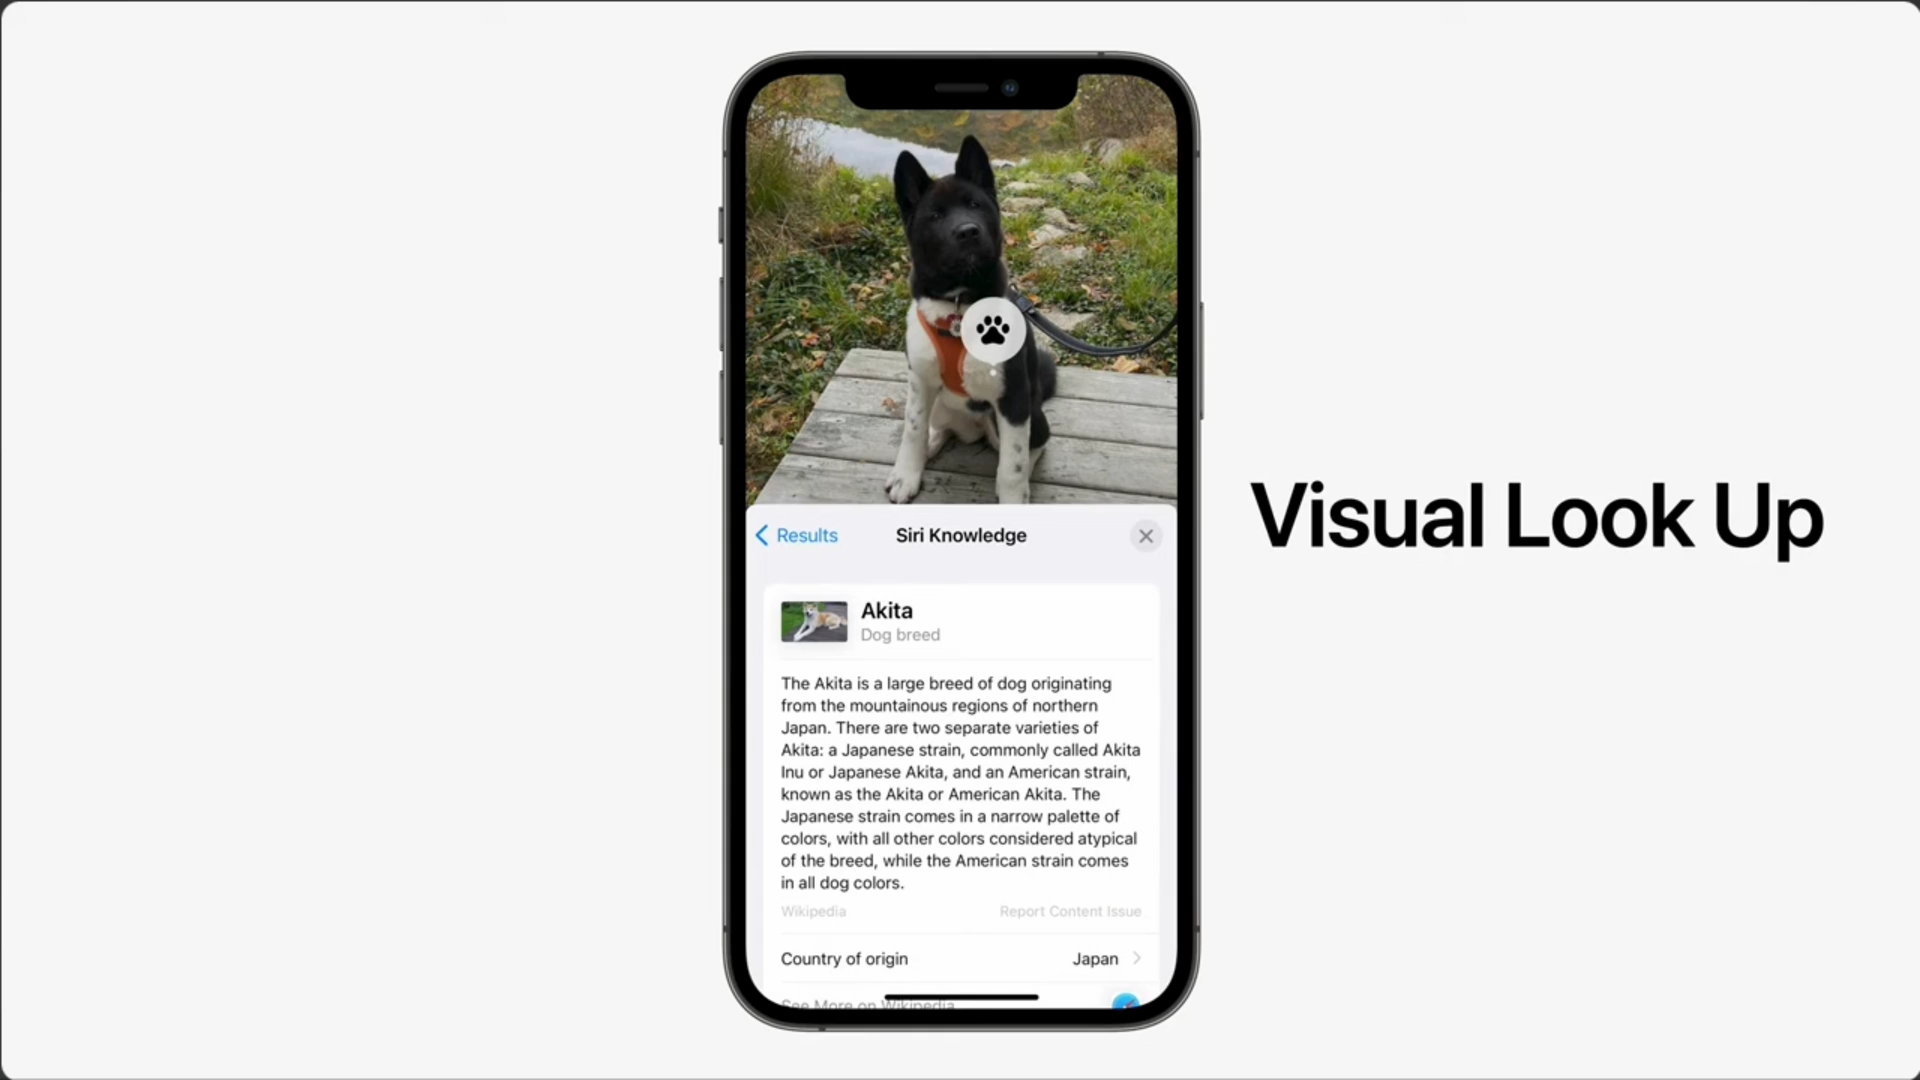 Visual Look Up
Results
Siri Knowledge
Akita
Dog breed
The Akita is a large breed of dog originating
from the mountainous regions of northern
Japan. There are two separate varieties of
Akita: a Japanese strain, commonly called Akita
Inu or Japanese Akita, and an American strain,
known as the Akita or American Akita. The
Japanese strain comes in a narrow palette of
colors, with all other colors considered atypical
of the breed, while the American strain comes
in all dog colors.
Wikipedia
Report Content Issue
Country of origin
Japan
See More on Wikipedia